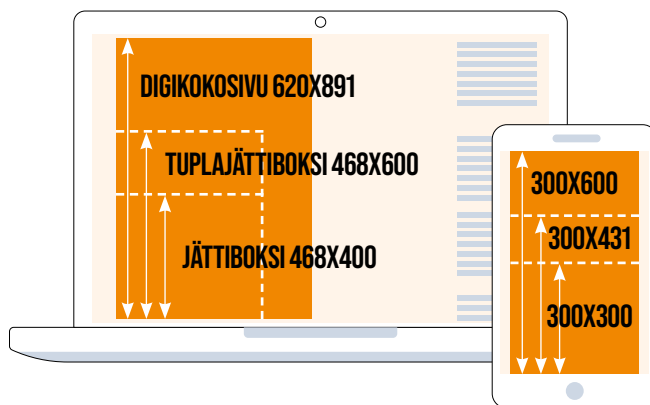 DIGIKOKOSIVU 620X891
TUPLAJÄTTIBOKSI 468X600
JÄTTIBOKSI 468X400
300X600
300X431
300X300